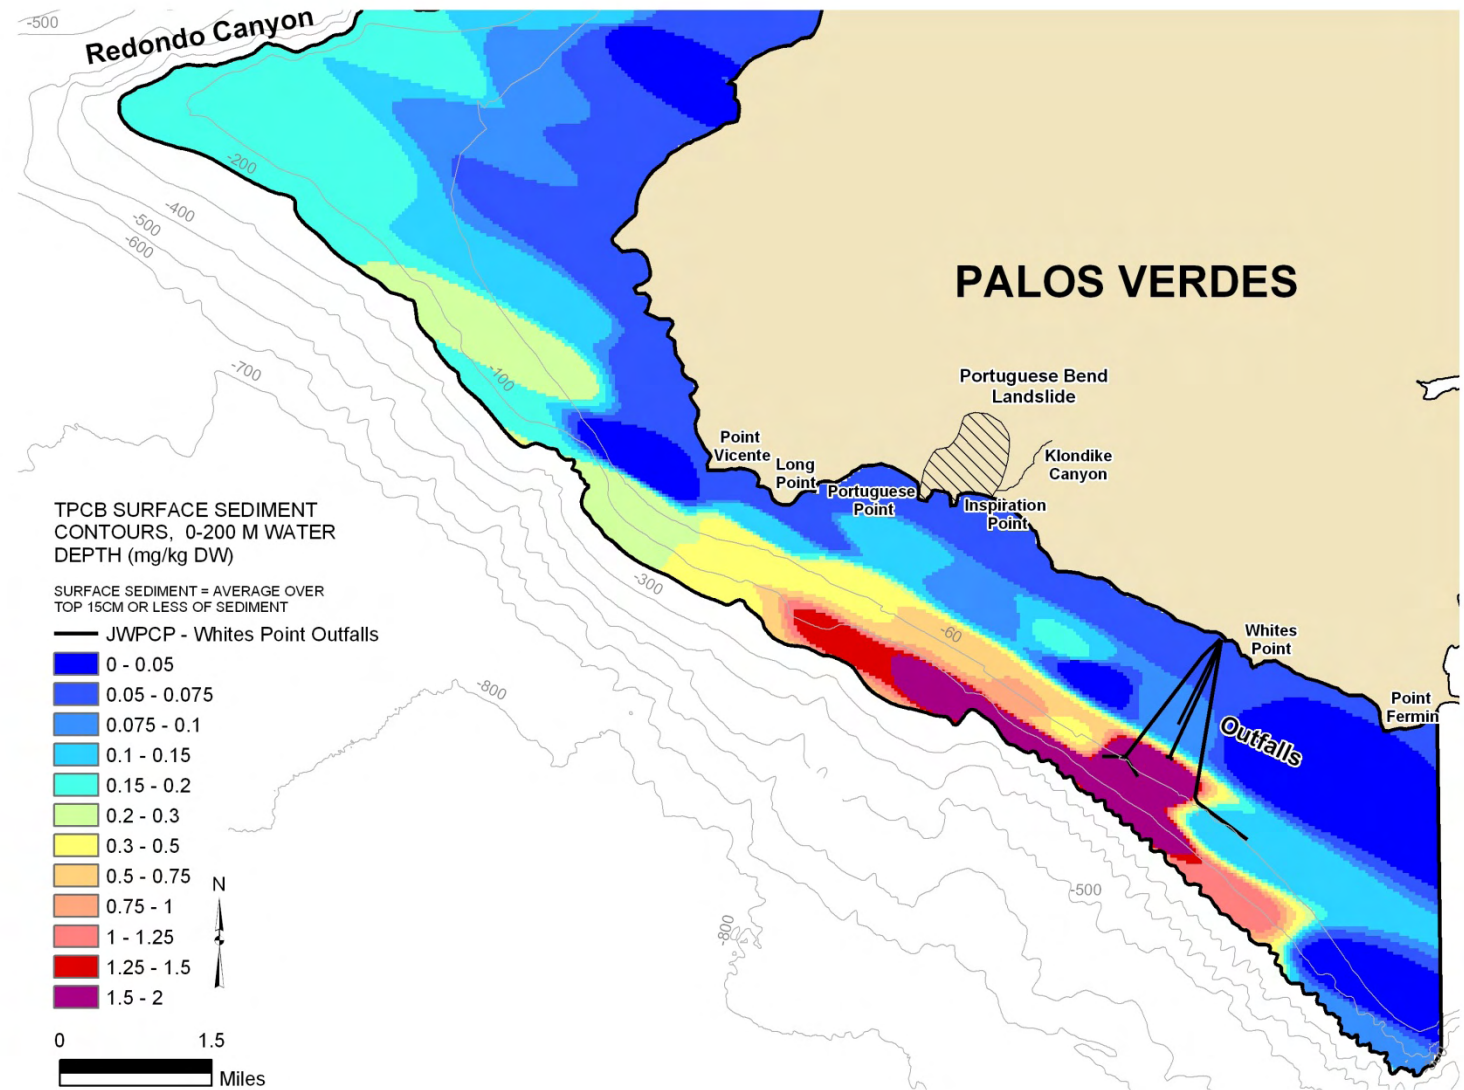 -500
Redondo Canyon
-200
-400
-500
-600
PALOS VERDES
-700
-100
Portuguese Bend
Landslide
Point
Vicente
Long
Point
Klondike
Canyon
Portuguese
Point
Inspiration
Point
TPCB SURFACE SEDIMENT
CONTOURS, 0-200 M WATER
DEPTH (mg/kg DW)
SURFACE SEDIMENT = AVERAGE OVER
TOP 15CM OR LESS OF SEDIMENT
JWPCP - Whites Point Outfalls
0 - 0.05
0.05 - 0.075
0.075 - 0.1
0.1 - 0.15
0.15 - 0.2
0.2 - 0.3
0.3 - 0.5
0.5 - 0.75
0.75 - 1
1 - 1.25
1.25 - 1.5
1.5 - 2
N
0 1.5
Miles
-300
-60
Whites
Point
Point
Fermin
Outfalls
-800
-500
-800